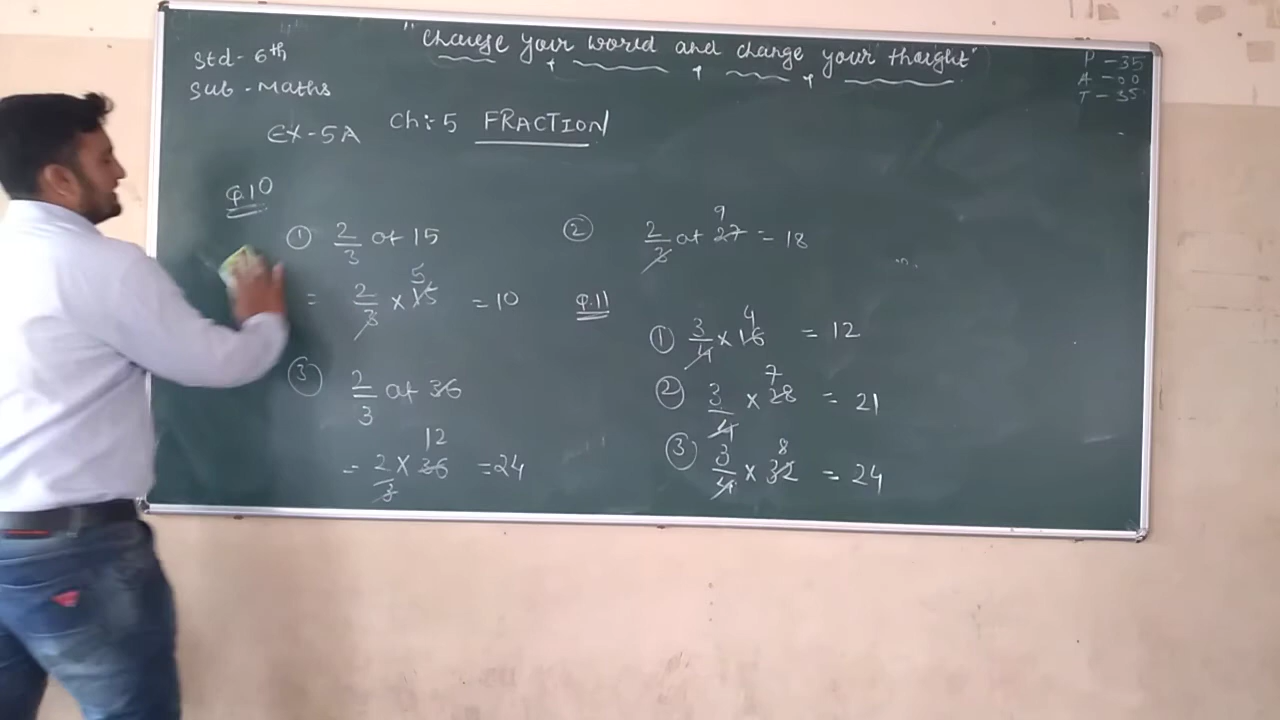 "Change your world and change your thought"
Std - 6th
Sub - Maths
P - 35
A - 00
T - 35
Ex - 5A
Ch: 5 FRACTION
Q.10
① 2/3 of 15
= 2/3 × 15 5 = 10
② 2/3 of 27 9 = 18
③ 2/3 of 36
= 2/3 × 36 12 = 24
Q.11
① 3/4 × 16 4 = 12
② 3/4 × 28 7 = 21
③ 3/4 × 32 8 = 24